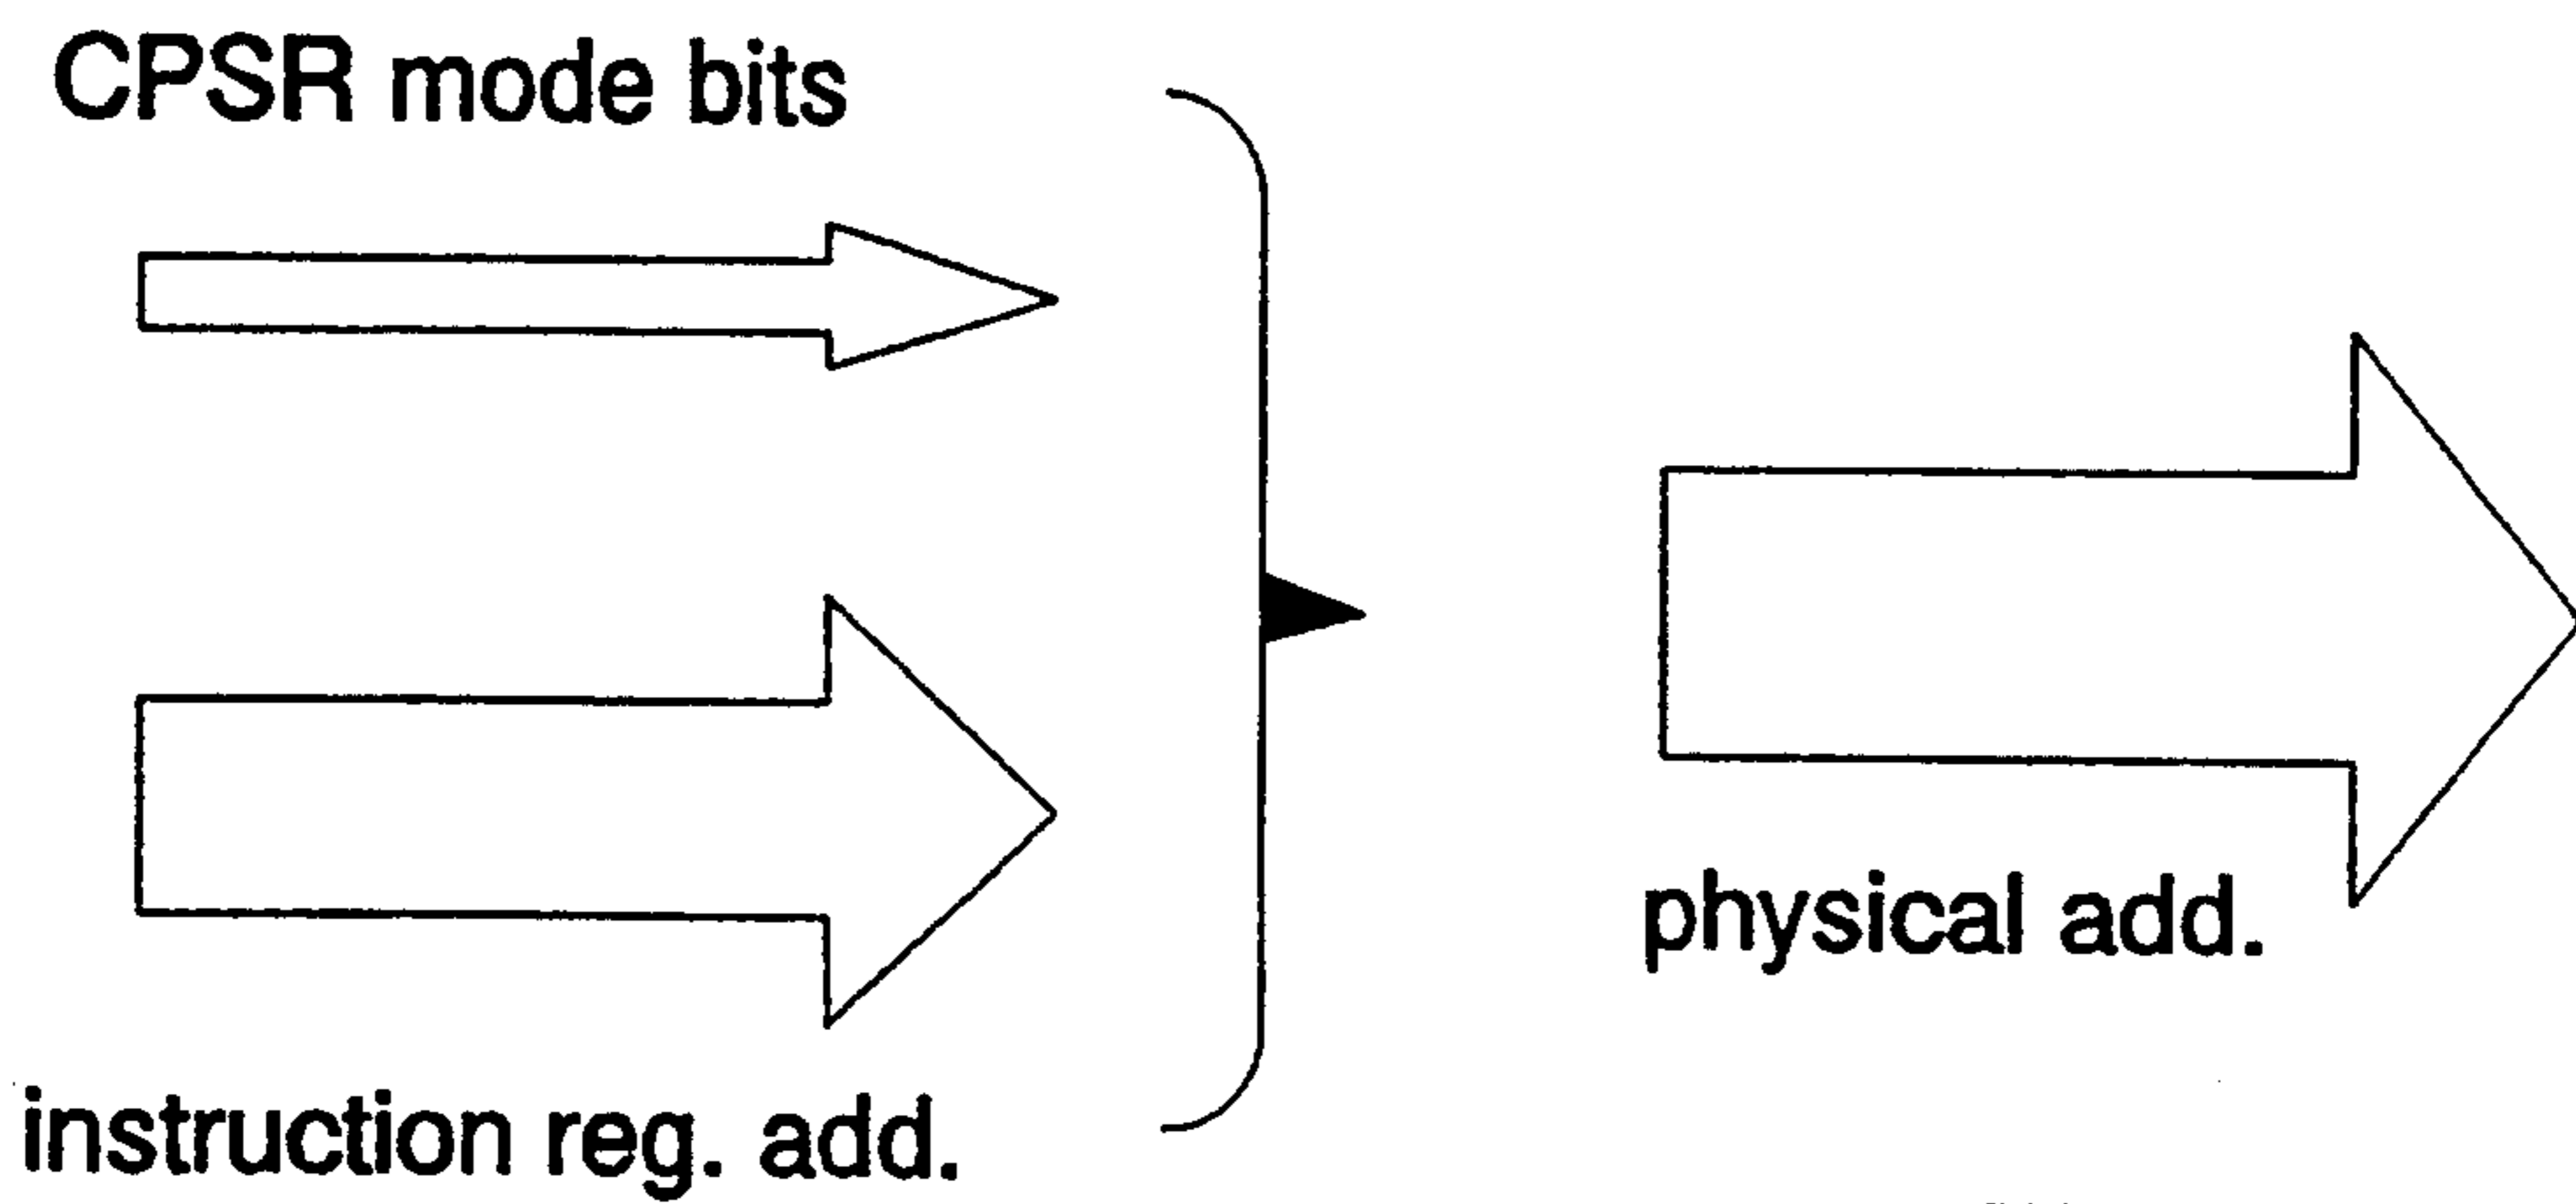 CPSR mode bits
physical add.
instruction reg. add.